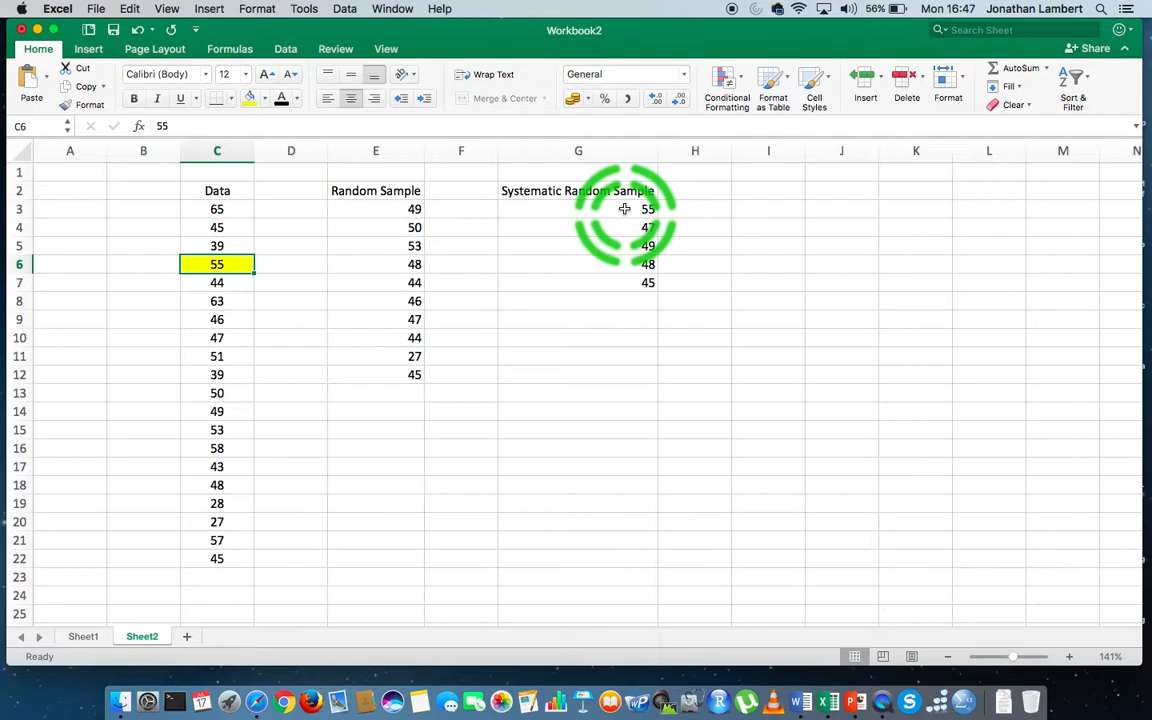 Excel File Edit View Insert Format Tools Data Window Help 56% Mon 16:47 Jonathan Lambert
Workbook2
Search Sheet
Home Insert Page Layout Formulas Data Review View Share
Cut
Copy
Format
Paste
Calibri (Body) 12
B I U
Wrap Text
Merge & Center
General
Conditional
Formatting
Format
as Table
Cell
Styles
Insert
Delete
Format
AutoSum
Fill
Clear
Sort &
Filter
C6 fx 55
A B C D E F G H I J K L M N
1
2 Data Random Sample Systematic Random Sample
3 65 49 55
4 45 50 47
5 39 53 49
6 55 48 48
7 44 44 45
8 63 46
9 46 47
10 47 44
11 51 27
12 39 45
13 50
14 49
15 53
16 58
17 43
18 48
19 28
20 27
21 57
22 45
23
24
25
Sheet1 Sheet2 +
Ready 141%